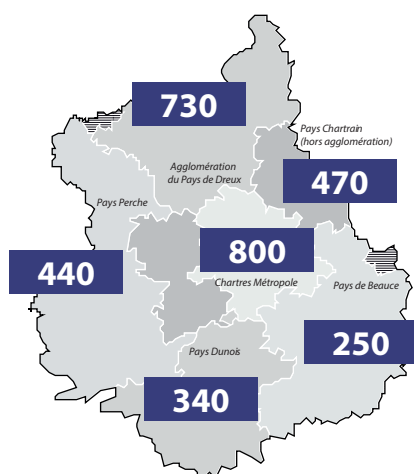 730
Pays Chartrain
(hors agglomération)
Agglomération
du Pays de Dreux
470
Pays Perche
800
440
Chartres Métropole
Pays de Beauce
250
Pays Dunois
340